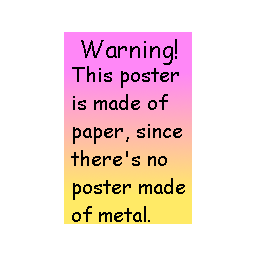 Warning!
This poster
is made of
paper, since
there's no
poster made
of metal.